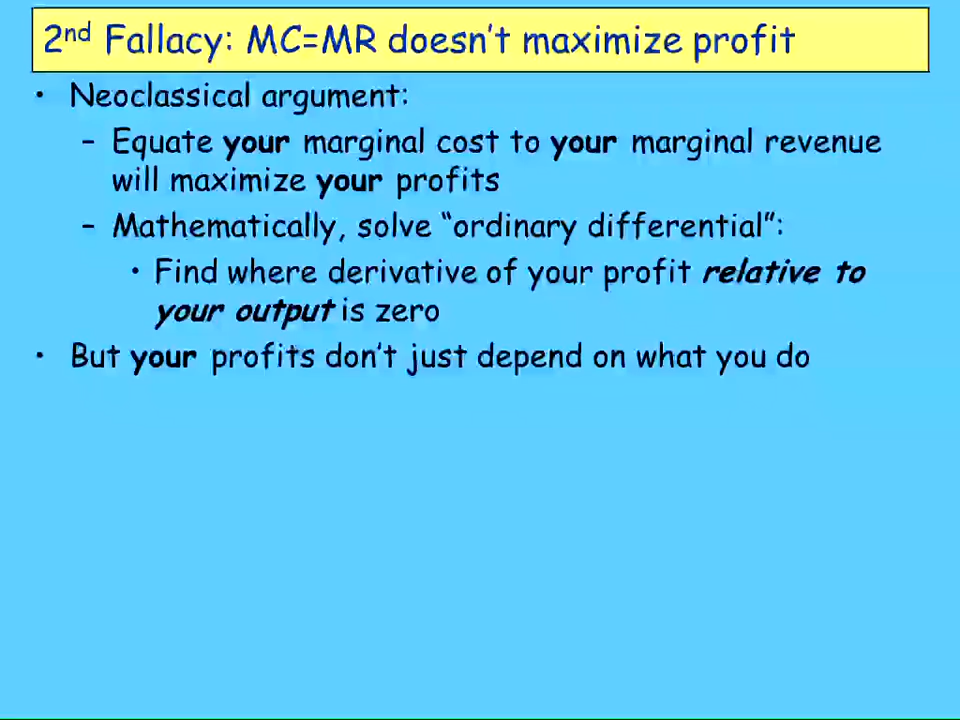 2nd Fallacy: MC=MR doesn't maximize profit
• Neoclassical argument:
– Equate your marginal cost to your marginal revenue
will maximize your profits
– Mathematically, solve “ordinary differential”:
• Find where derivative of your profit relative to
your output is zero
• But your profits don't just depend on what you do